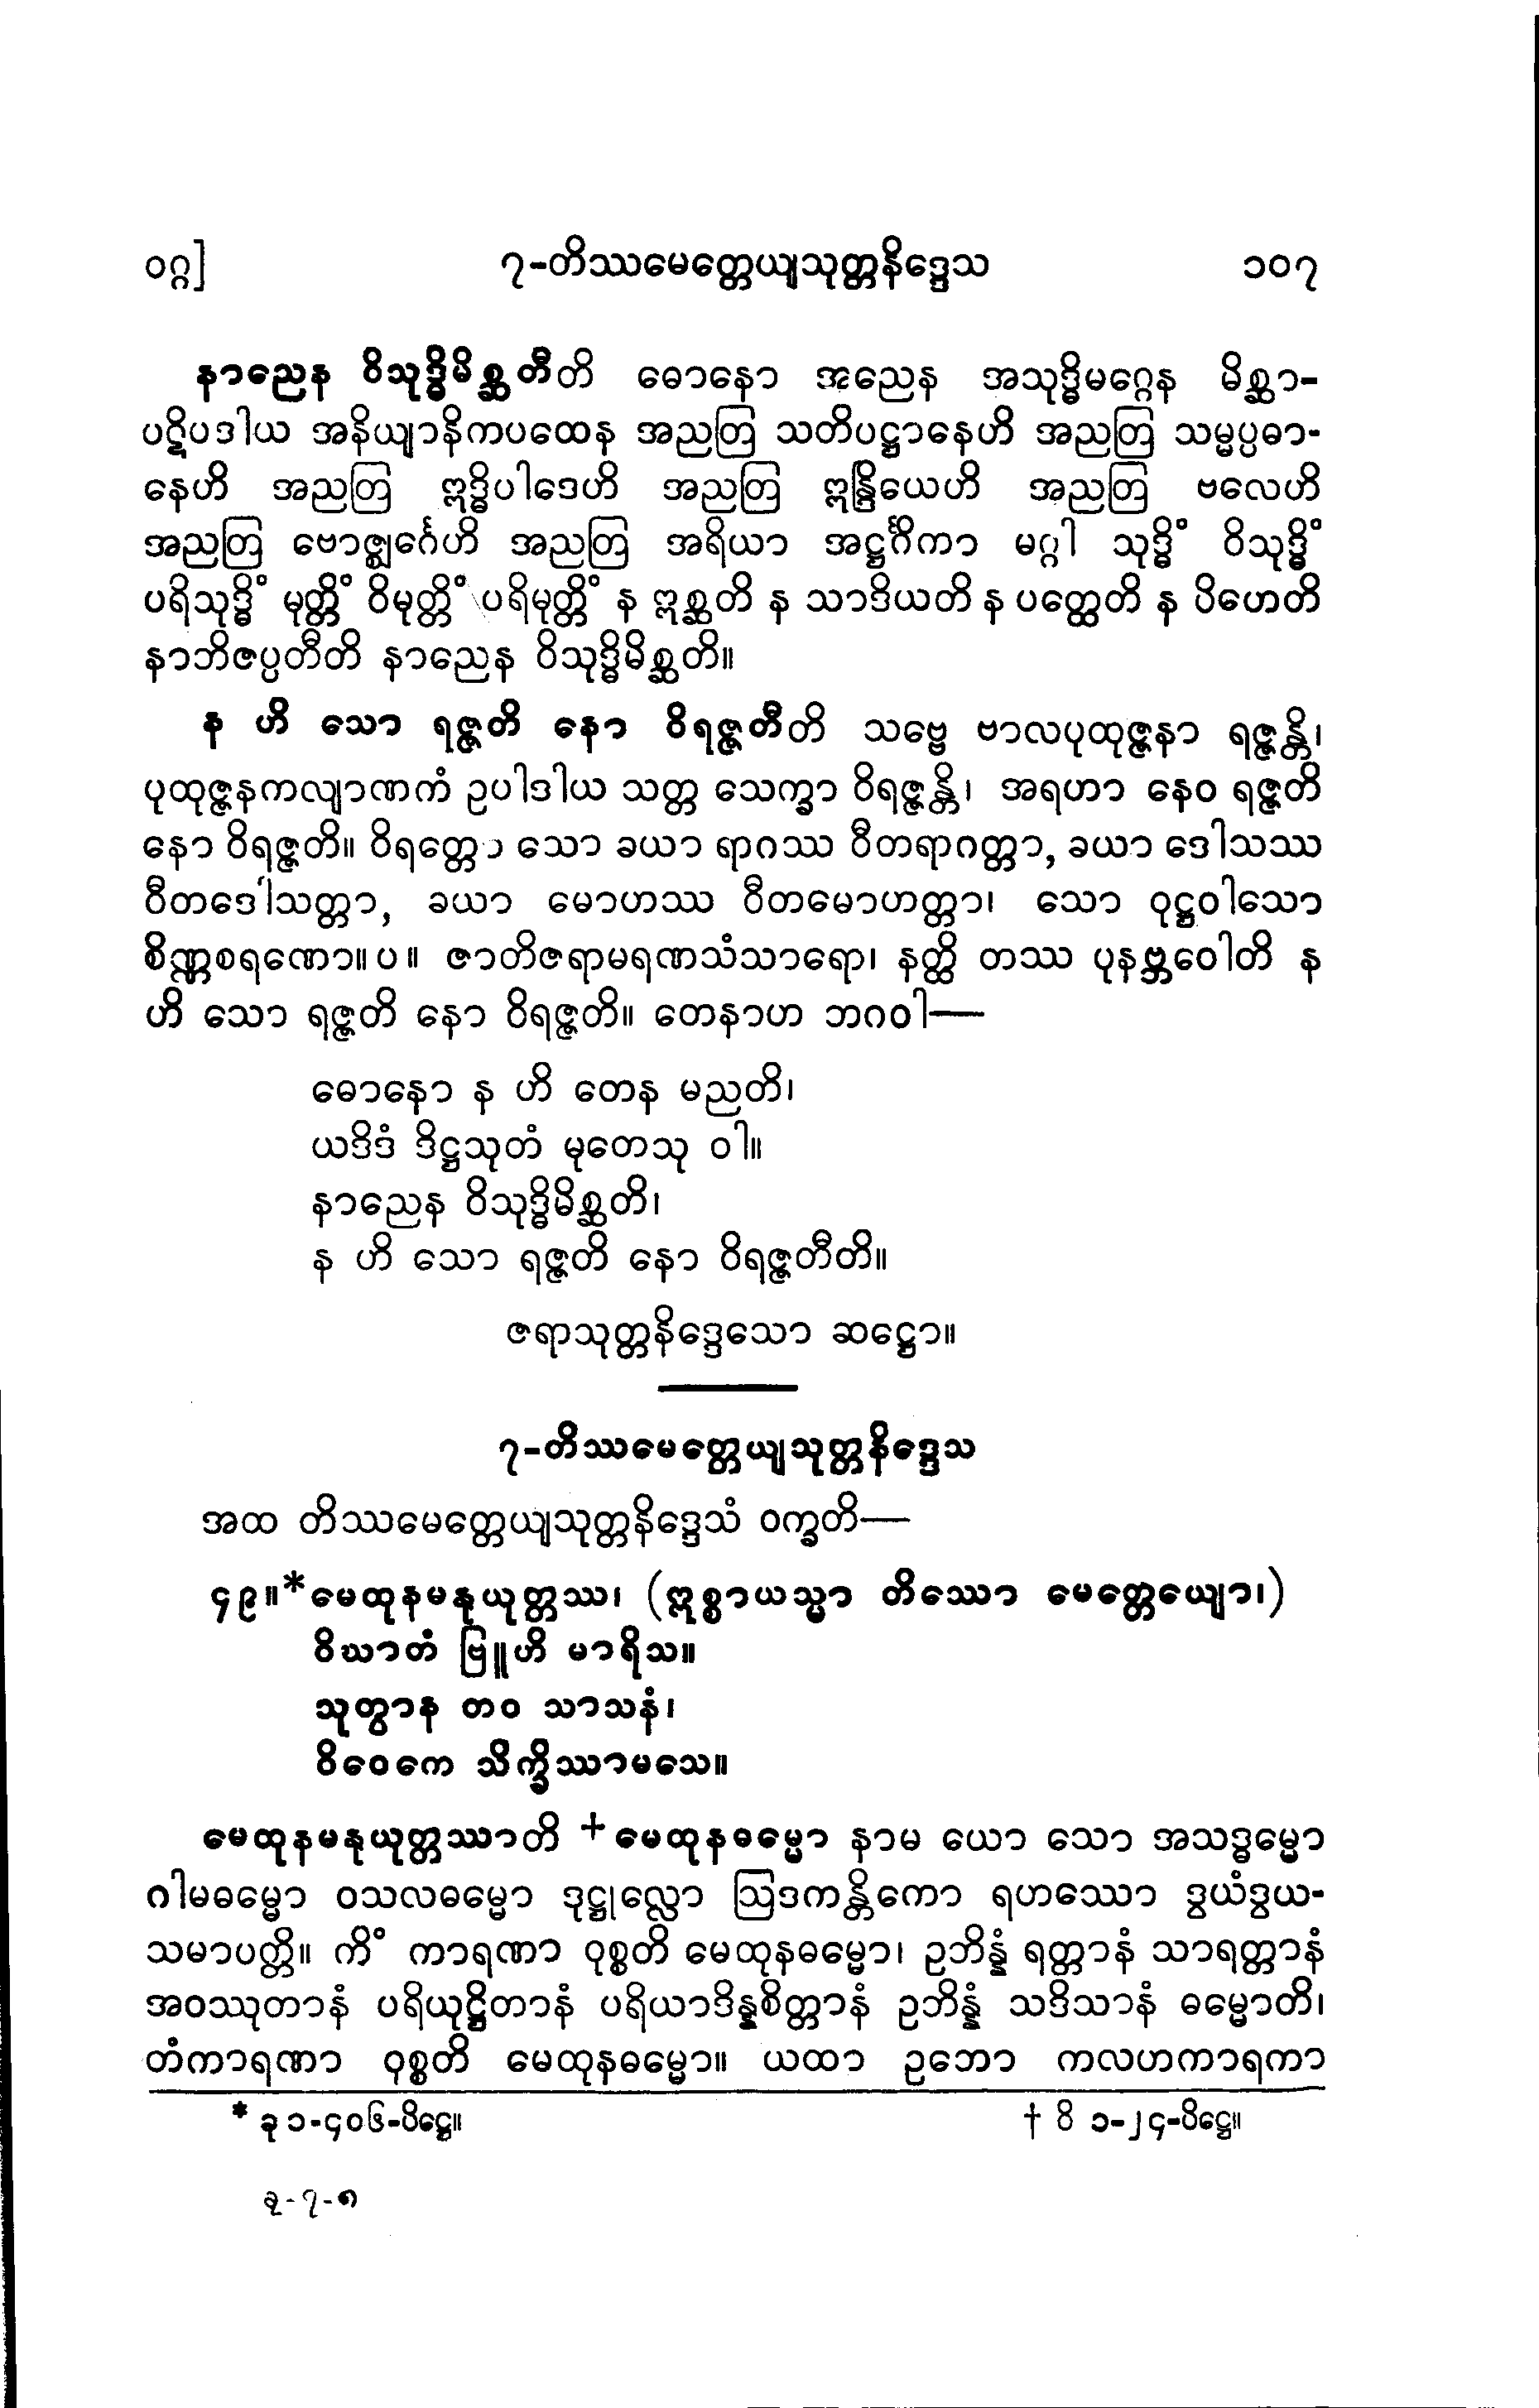 ဝဂ္ဂ] ၇-တိဿမေတ္တေယျသုတ္တနိဒ္ဒေသ ၁၀၇
နာညေန ဝိသုဒ္ဓိမိစ္ဆတီတိ ဓောနော အညေန အသုဒ္ဓိမဂ္ဂေန မိစ္ဆာ-
ပဋိပဒါယ အနိယျာနိကပထေန အညတြ သတိပဋ္ဌာနေဟိ အညတြ သမ္မပ္ပဓာ-
နေဟိ အညတြ ဣဒ္ဓိပါဒေဟိ အညတြ ဣန္ဒြိယေဟိ အညတြ ဗလေဟိ
အညတြ ဗောဇ္ဈင်္ဂေဟိ အညတြ အရိယာ အဋ္ဌင်္ဂိကာ မဂ္ဂါ သုဒ္ဓိံ ဝိသုဒ္ဓိံ
ပရိသုဒ္ဓိံ မုတ္တိံ ဝိမုတ္တိံ ပရိမုတ္တိံ န ဣစ္ဆတိ န သာဒိယတိ န ပတ္ထေတိ န ပိဟေတိ
နာဘိဇပ္ပတီတိ နာညေန ဝိသုဒ္ဓိမိစ္ဆတိ။
န ဟိ သော ရဇ္ဇတိ နော ဝိရဇ္ဇတီတိ သဗ္ဗေ ဗာလပုထုဇ္ဇနာ ရဇ္ဇန္တိ၊
ပုထုဇ္ဇနကလျာဏကံ ဥပါဒါယ သတ္တ သေက္ခာ ဝိရဇ္ဇန္တိ၊ အရဟာ နေဝ ရဇ္ဇတိ
နော ဝိရဇ္ဇတိ။ ဝိရတ္တော သော ခယာ ရာဂဿ ဝီတရာဂတ္တာ, ခယာ ဒေါသဿ
ဝီတဒေါသတ္တာ, ခယာ မောဟဿ ဝီတမောဟတ္တာ၊ သော ဝုဋ္ဌဝါသော
စိဏ္ဏစရဏော။ပ။ ဇာတိဇရာမရဏသံသာရော၊ နတ္ထိ တဿ ပုနဗ္ဘဝေါတိ န
ဟိ သော ရဇ္ဇတိ နော ဝိရဇ္ဇတိ။ တေနာဟ ဘဂဝါ—
ဓောနော န ဟိ တေန မညတိ၊
ယဒိဒံ ဒိဋ္ဌသုတံ မုတေသု ဝါ။
နာညေန ဝိသုဒ္ဓိမိစ္ဆတိ၊
န ဟိ သော ရဇ္ဇတိ နော ဝိရဇ္ဇတီတိ။
ဇရာသုတ္တနိဒ္ဒေသော ဆဋ္ဌော။
၇-တိဿမေတ္တေယျသုတ္တနိဒ္ဒေသ
အထ တိဿမေတ္တေယျသုတ္တနိဒ္ဒေသံ ဝက္ခတိ—
၄၉။*မေထုနမနုယုတ္တဿ၊ (ဣစ္စာယသ္မာ တိဿော မေတ္တေယျော၊)
ဝိဃာတံ ဗြူဟိ မာရိသ။
သုတွာန တဝ သာသနံ၊
ဝိဝေကေ သိက္ခိဿာမသေ။
မေထုနမနုယုတ္တဿာတိ †မေထုနဓမ္မော နာမ ယော သော အသဒ္ဓမ္မော
ဂါမဓမ္မော ဝသလဓမ္မော ဒုဋ္ဌုလ္လော ဩဒကန္တိကော ရဟဿော ဒွယံဒွယ-
သမာပတ္တိ။ ကိံ ကာရဏာ ဝုစ္စတိ မေထုနဓမ္မော၊ ဥဘိန္နံ ရတ္တာနံ သာရတ္တာနံ
အဝဿုတာနံ ပရိယုဋ္ဌိတာနံ ပရိယာဒိန္နစိတ္တာနံ ဥဘိန္နံ သဒိသာနံ ဓမ္မောတိ၊
တံကာရဏာ ဝုစ္စတိ မေထုနဓမ္မော။ ယထာ ဥဘော ကလဟကာရကာ
* ခု ၁-၄၀၆-ပိဋ္ဌေ။ † ဝိ ၁-၂၄-ပိဋ္ဌေ။
ခု-၇-၈